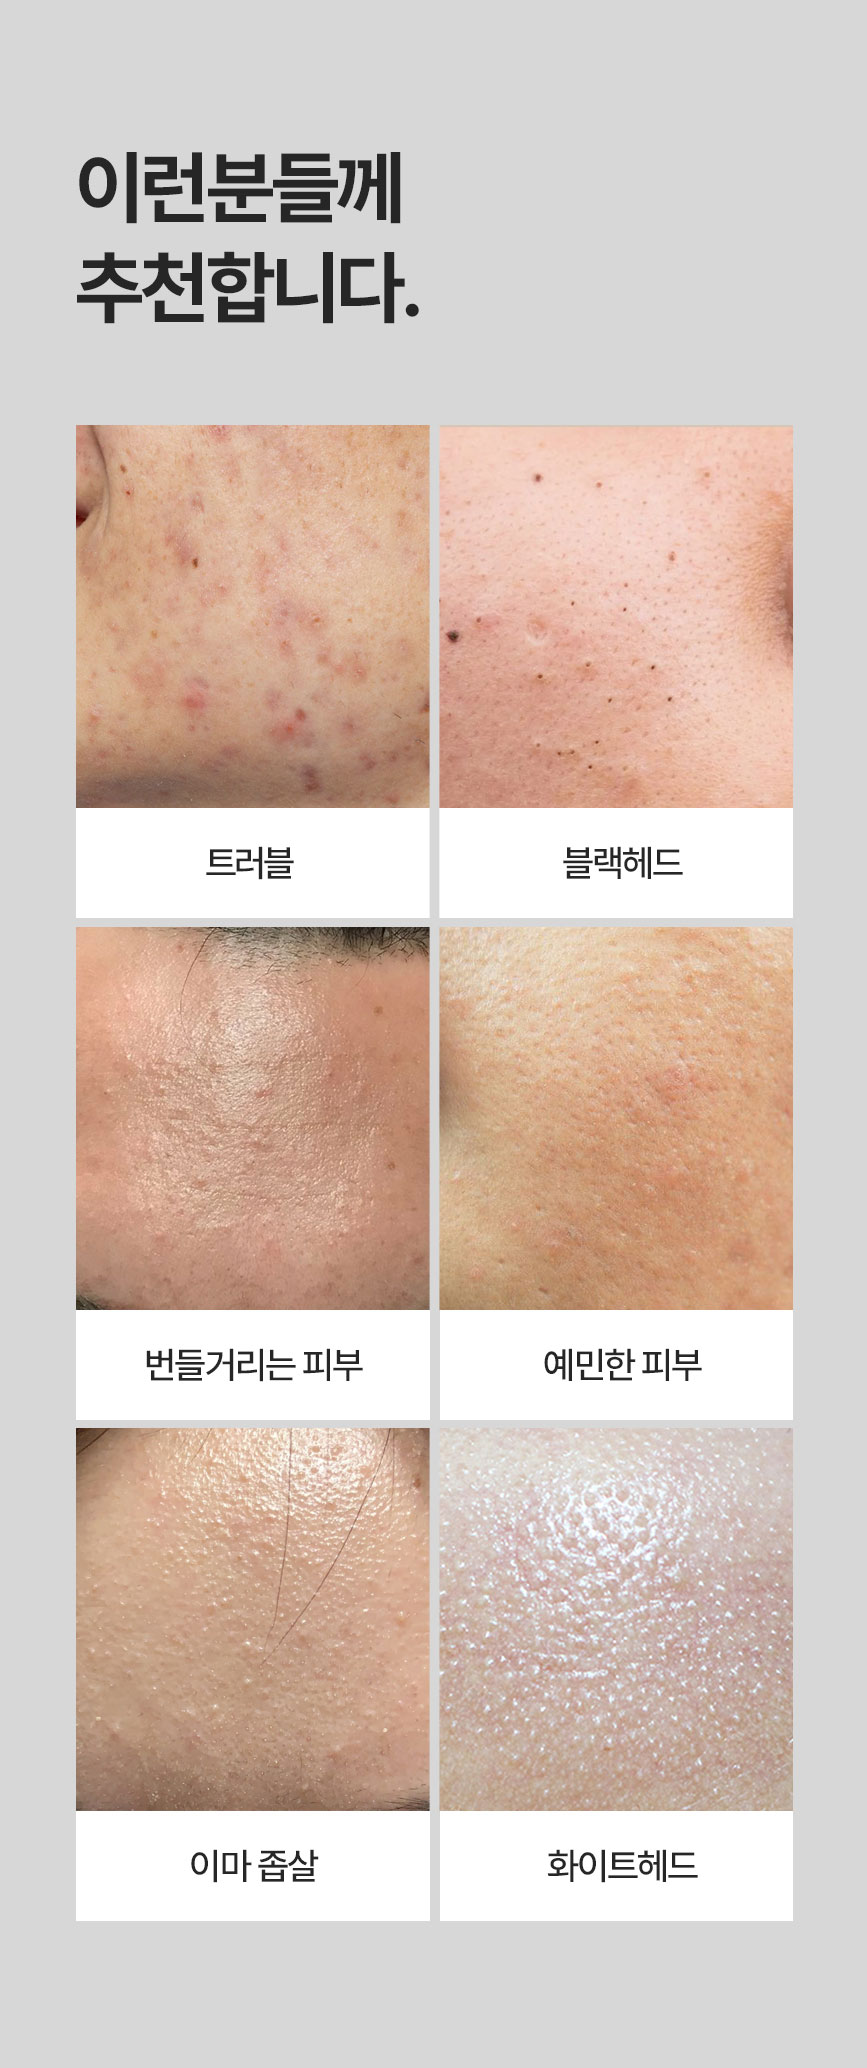 이런분들께
추천합니다.
트러블
블랙헤드
번들거리는 피부
예민한 피부
이마 좁살
화이트헤드